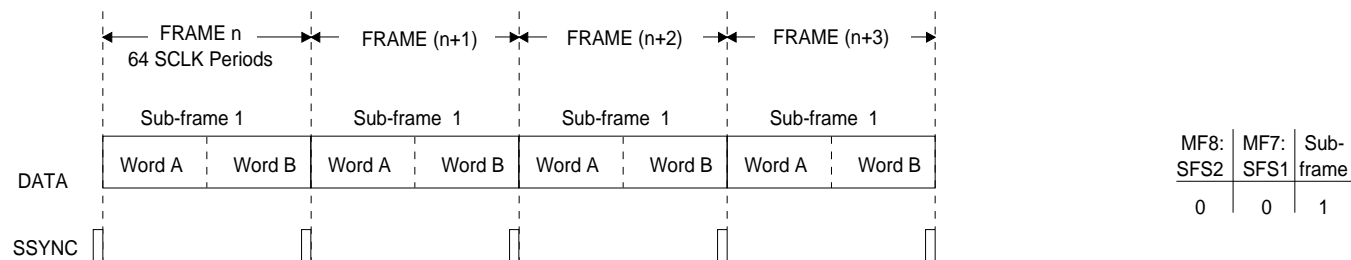 FRAME n
64 SCLK Periods
FRAME (n+1)
FRAME (n+2)
FRAME (n+3)
Sub-frame 1
Sub-frame 1
Sub-frame 1
Sub-frame 1
DATA
Word A
Word B
Word A
Word B
Word A
Word B
Word A
Word B
SSYNC
MF8: MF7: Sub-
SFS2 SFS1 frame
0 0 1